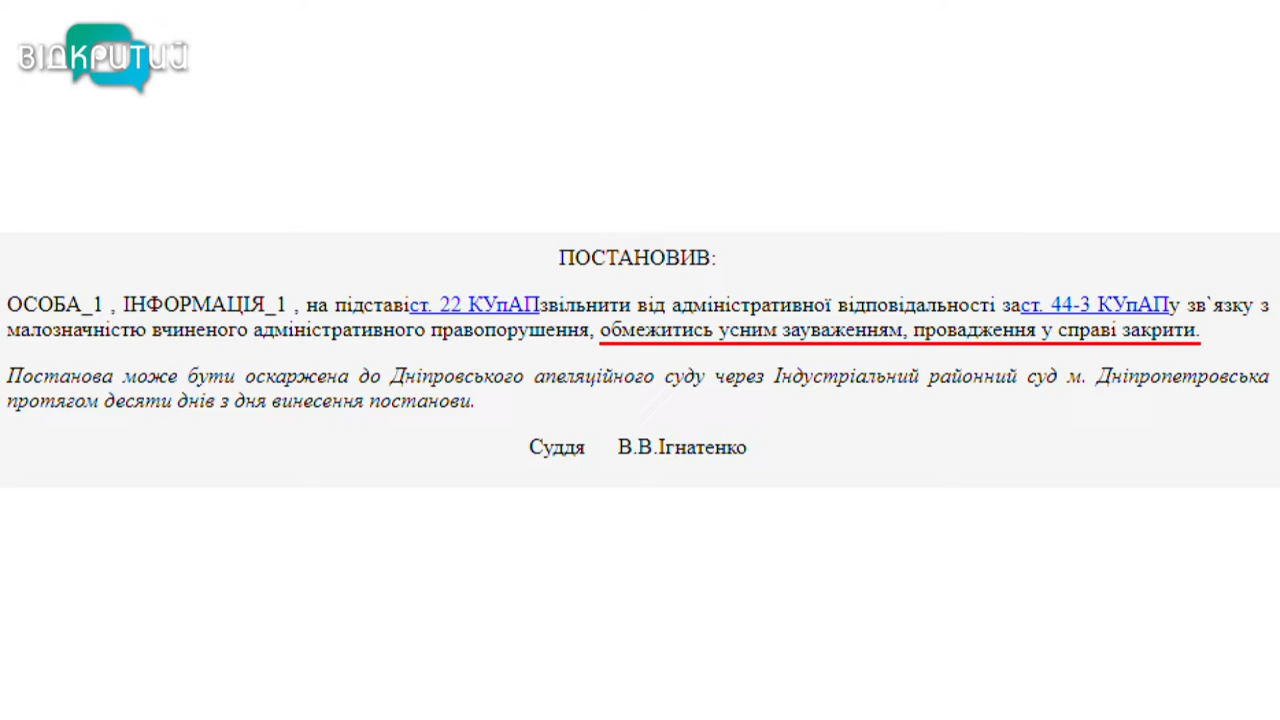 ВІДКРИТИЙ
ПОСТАНОВИВ:
ОСОБА_1 , ІНФОРМАЦІЯ_1 , на підставіст. 22 КУпАПзвільнити від адміністративної відповідальності заст. 44-3 КУпАПу зв`язку з
малозначністю вчиненого адміністративного правопорушення, обмежитись усним зауваженням, провадження у справі закрити.
Постанова може бути оскаржена до Дніпровського апеляційного суду через Індустріальний районний суд м. Дніпропетровська
протягом десяти днів з дня винесення постанови.
Суддя В.В.Ігнатенко